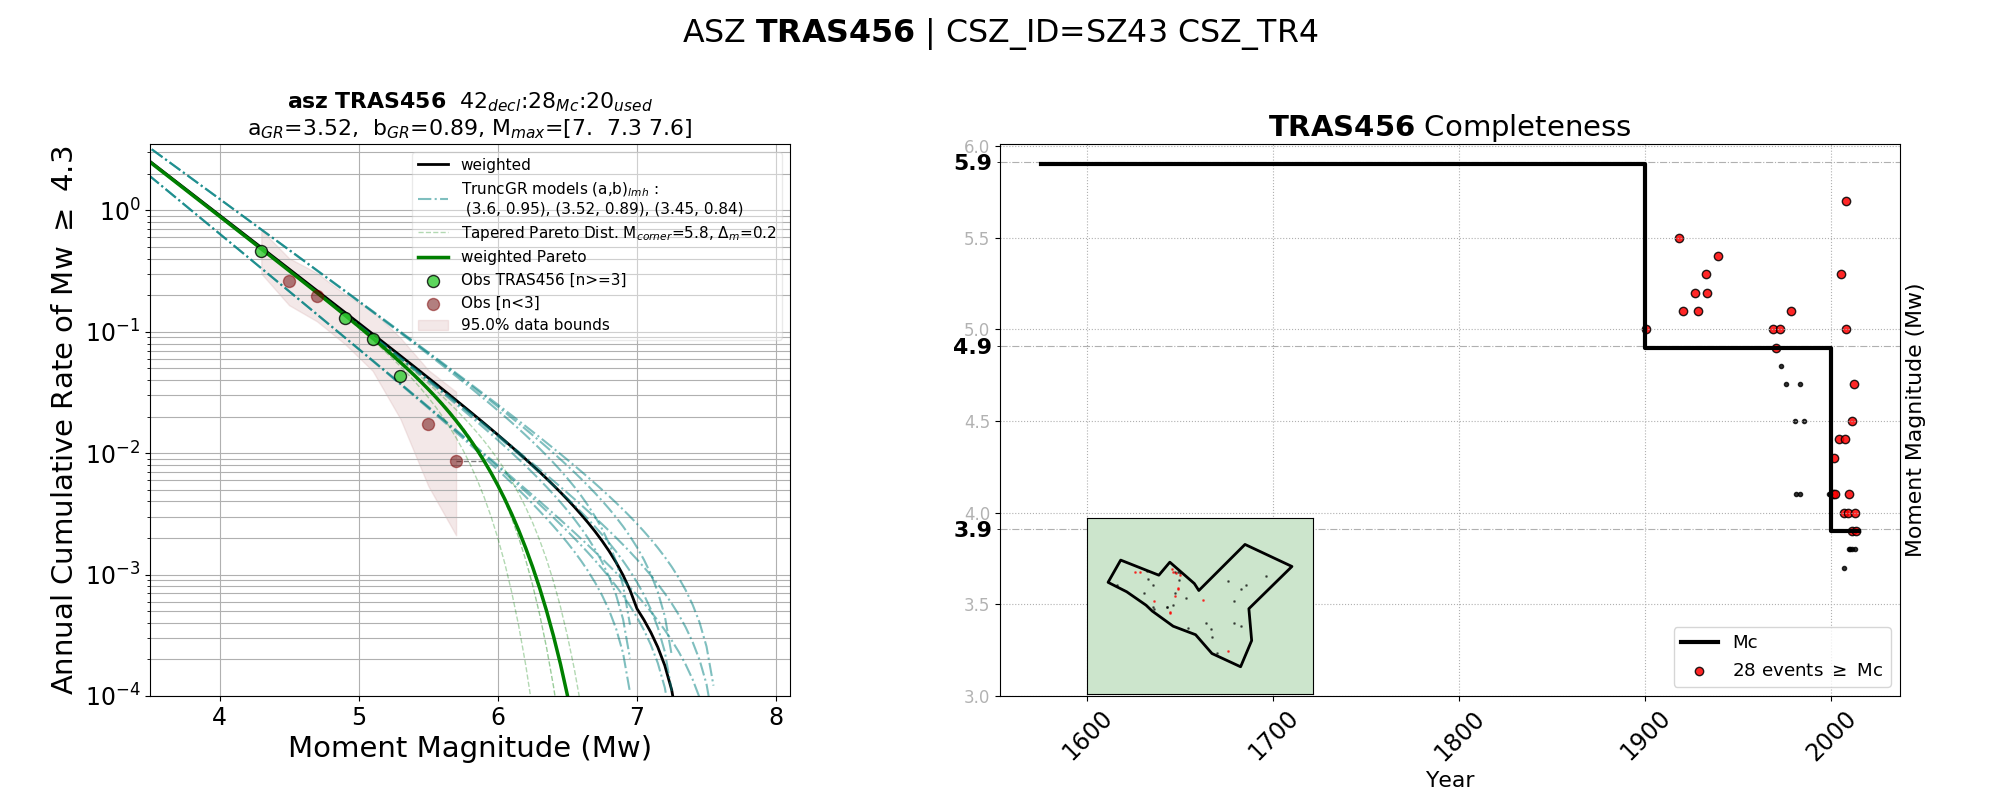 ASZ TRAS456 | CSZ_ID=SZ43 CSZ_TR4
asz TRAS456 42decl:28Mc:20used
aGR=3.52, bGR=0.89, Mmax=[7. 7.3 7.6]
Annual Cumulative Rate of Mw ≥ 4.3
10^0
10^−1
10^−2
10^−3
10^−4
weighted
TruncGR models (a,b)lmh :
(3.6, 0.95), (3.52, 0.89), (3.45, 0.84)
Tapered Pareto Dist. Mcorner=5.8, Δm=0.2
weighted Pareto
Obs TRAS456 [n>=3]
Obs [n<3]
95.0% data bounds
4 5 6 7 8
Moment Magnitude (Mw)
TRAS456 Completeness
6.0
5.9
5.5
5.0
4.9
4.5
4.0
3.9
3.5
3.0
Mc
28 events ≥ Mc
1600 1700 1800 1900 2000
Year
Moment Magnitude (Mw)